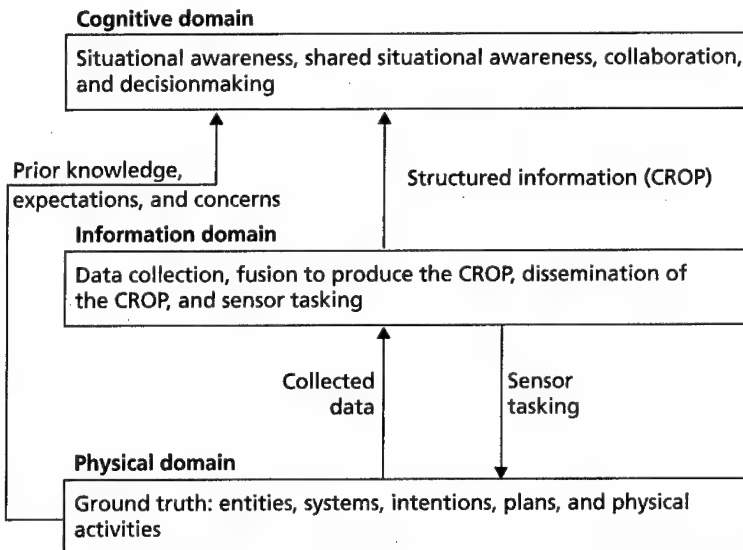 Cognitive domain
Situational awareness, shared situational awareness, collaboration,
and decisionmaking
Prior knowledge,
expectations, and concerns
Structured information (CROP)
Information domain
Data collection, fusion to produce the CROP, dissemination of
the CROP, and sensor tasking
Collected
data
Sensor
tasking
Physical domain
Ground truth: entities, systems, intentions, plans, and physical
activities